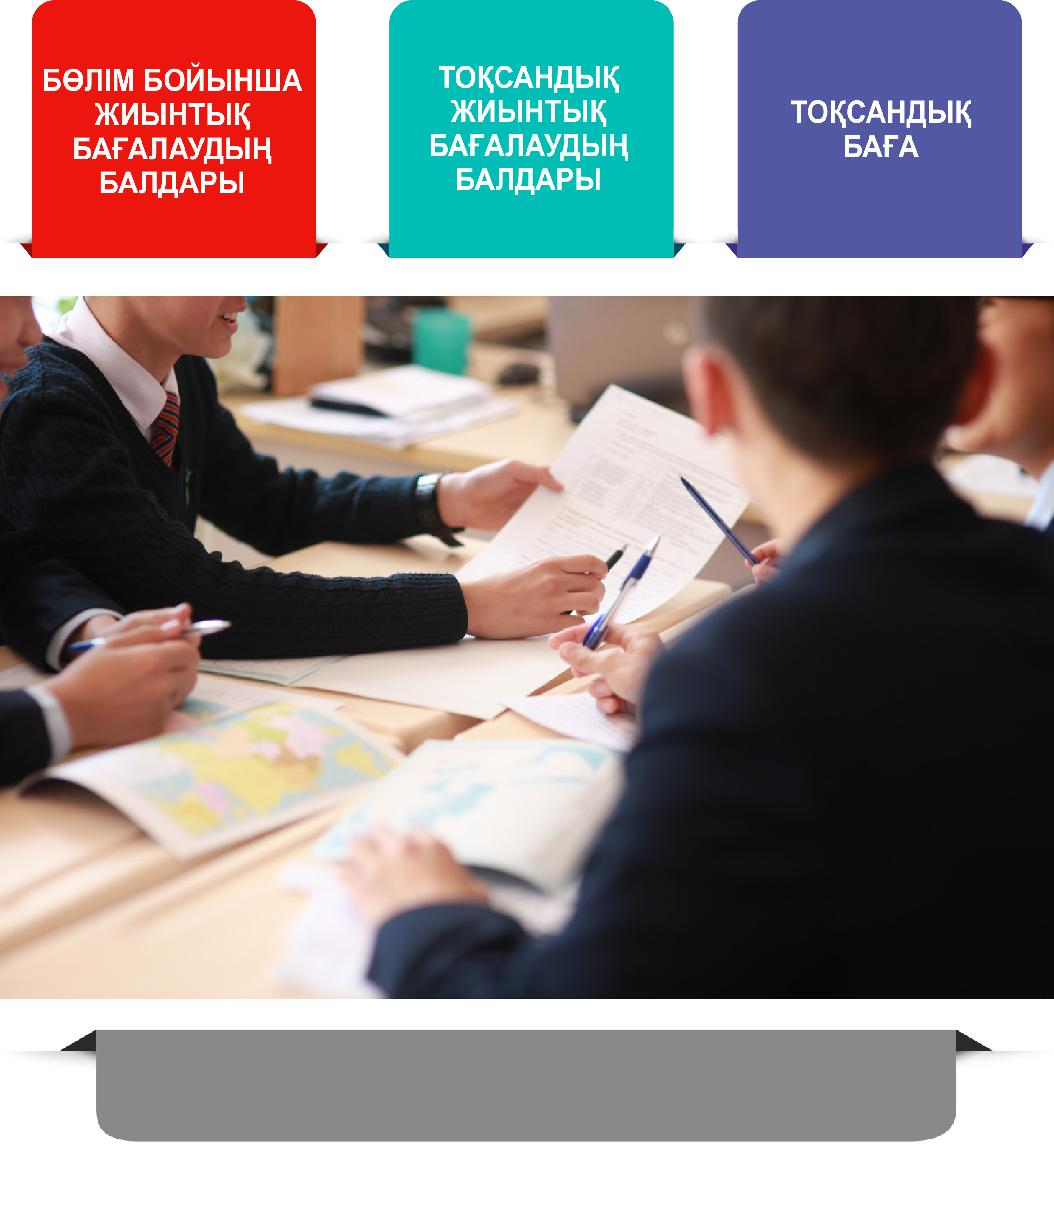 БӨЛІМ БОЙЫНША
ЖИЫНТЫҚ
БАҒАЛАУДЫҢ
БАЛДАРЫ
ТОҚСАНДЫҚ
ЖИЫНТЫҚ
БАҒАЛАУДЫҢ
БАЛДАРЫ
ТОҚСАНДЫҚ
БАҒА